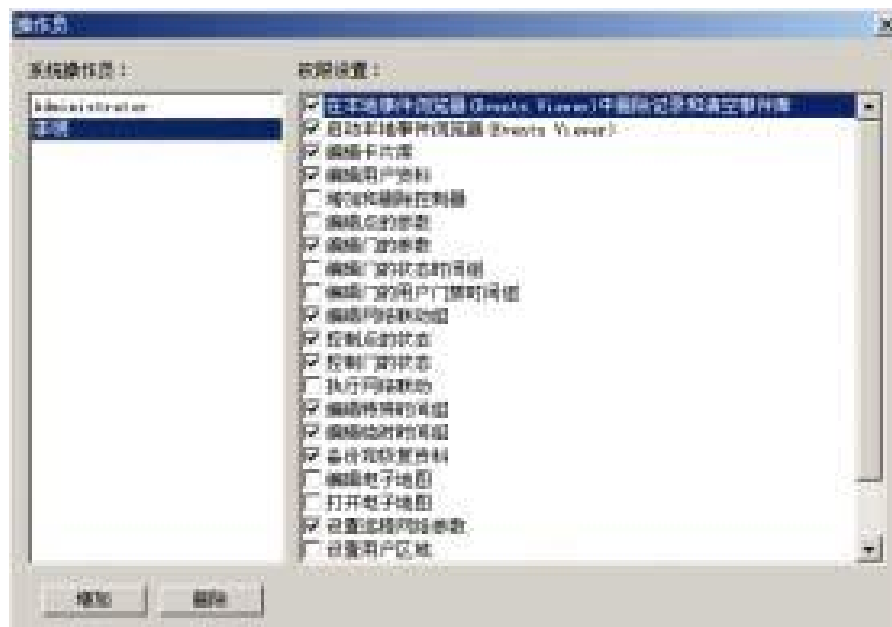 操作员
系统操作员：
权限设置：
Administrator
在本地事件浏览器(Events Viewer)中删除记录和清空事件库
启动本地事件浏览器(Events Viewer)
编辑卡片库
编辑用户资料
增加和删除控制器
编辑点的参数
编辑门的参数
编辑门的状态时间组
编辑门的用户门禁时间组
编辑网络联动组
控制点的状态
控制门的状态
执行网络联动
编辑特殊时间组
编辑临时时间组
备份和恢复资料
编辑电子地图
打开电子地图
设置远程网络参数
设置用户区域
增加
删除